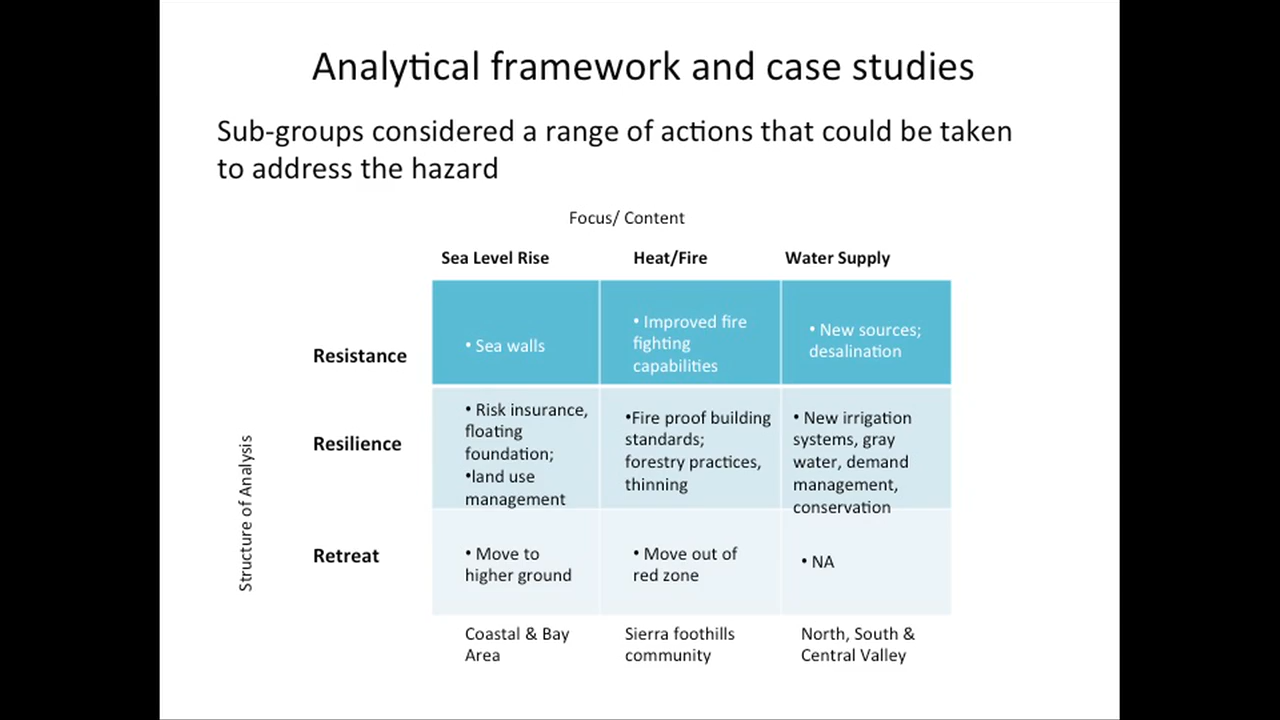 Analytical framework and case studies
Sub-groups considered a range of actions that could be taken
to address the hazard
Focus/ Content
Sea Level Rise
Heat/Fire
Water Supply
Structure of Analysis
Resistance
• Sea walls
• Improved fire
fighting
capabilities
• New sources;
desalination
Resilience
• Risk insurance,
floating
foundation;
•land use
management
•Fire proof building
standards;
forestry practices,
thinning
• New irrigation
systems, gray
water, demand
management,
conservation
Retreat
• Move to
higher ground
• Move out of
red zone
• NA
Coastal & Bay
Area
Sierra foothills
community
North, South &
Central Valley